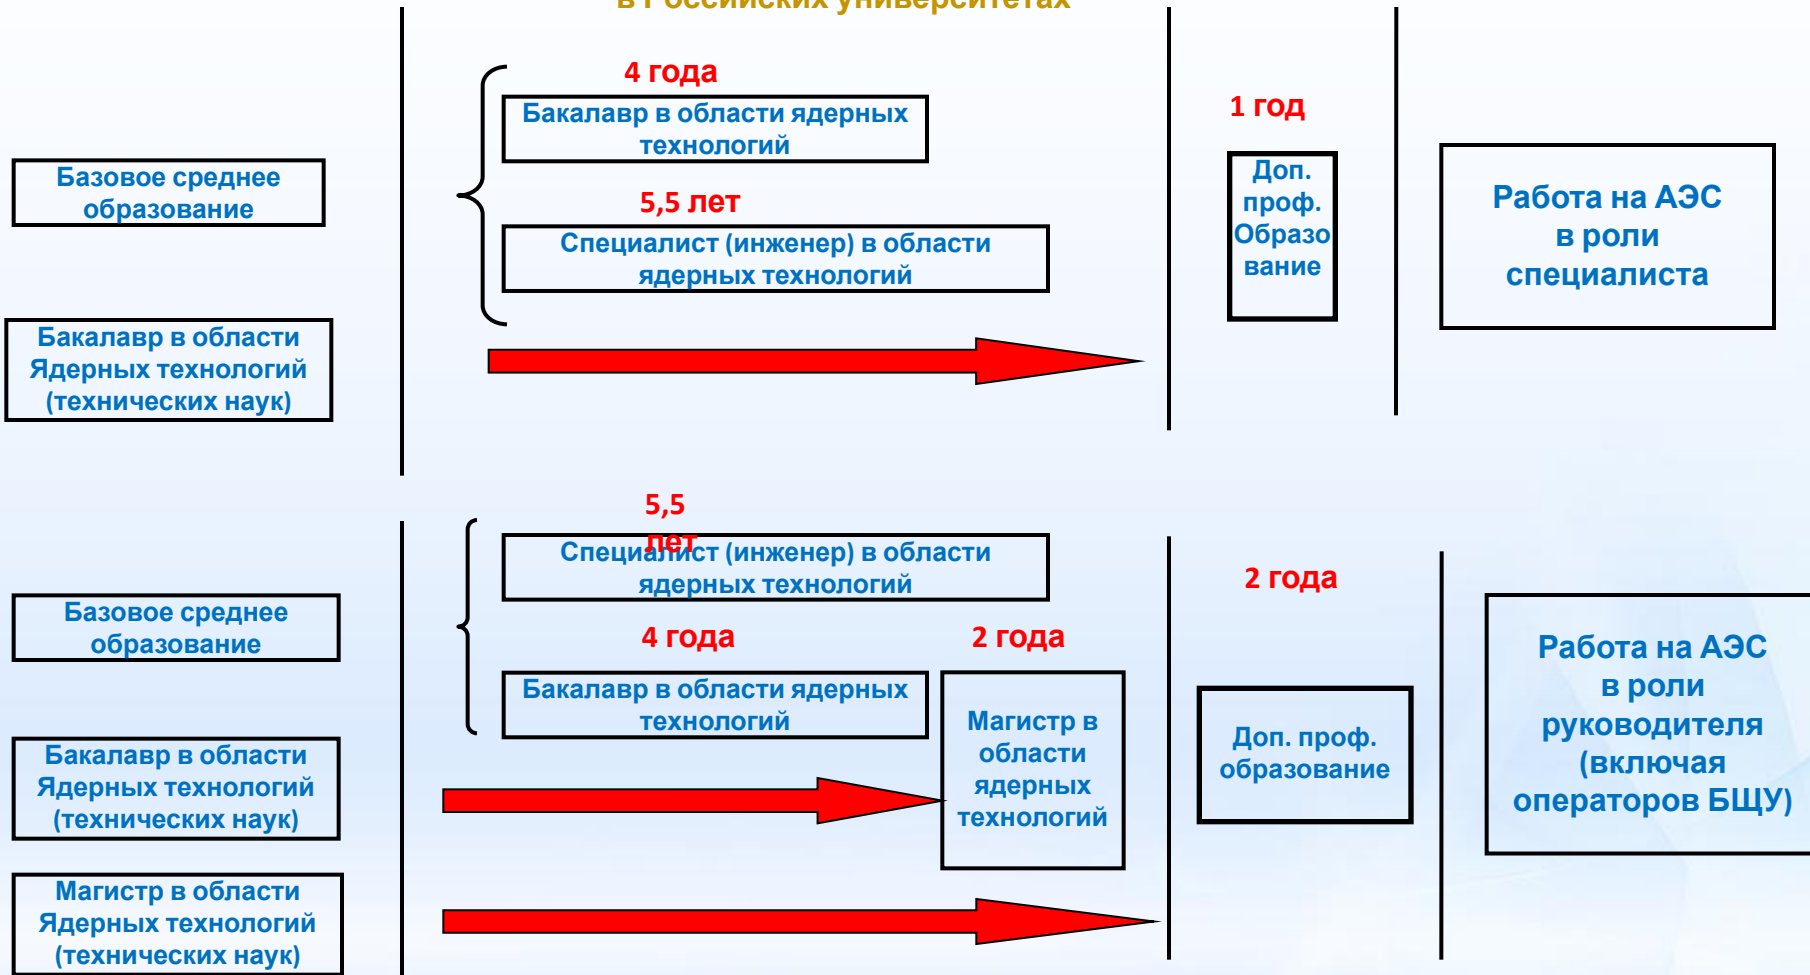 в Российских университетах
4 года
Бакалавр в области ядерных
технологий
1 год
Базовое среднее
образование
5,5 лет
Специалист (инженер) в области
ядерных технологий
Доп.
проф.
Образо
вание
Работа на АЭС
в роли
специалиста
Бакалавр в области
Ядерных технологий
(технических наук)
5,5
лет
Специалист (инженер) в области
ядерных технологий
2 года
Базовое среднее
образование
4 года
2 года
Бакалавр в области ядерных
технологий
Магистр в
области
ядерных
технологий
Доп. проф.
образование
Работа на АЭС
в роли
руководителя
(включая
операторов БЩУ)
Бакалавр в области
Ядерных технологий
(технических наук)
Магистр в области
Ядерных технологий
(технических наук)